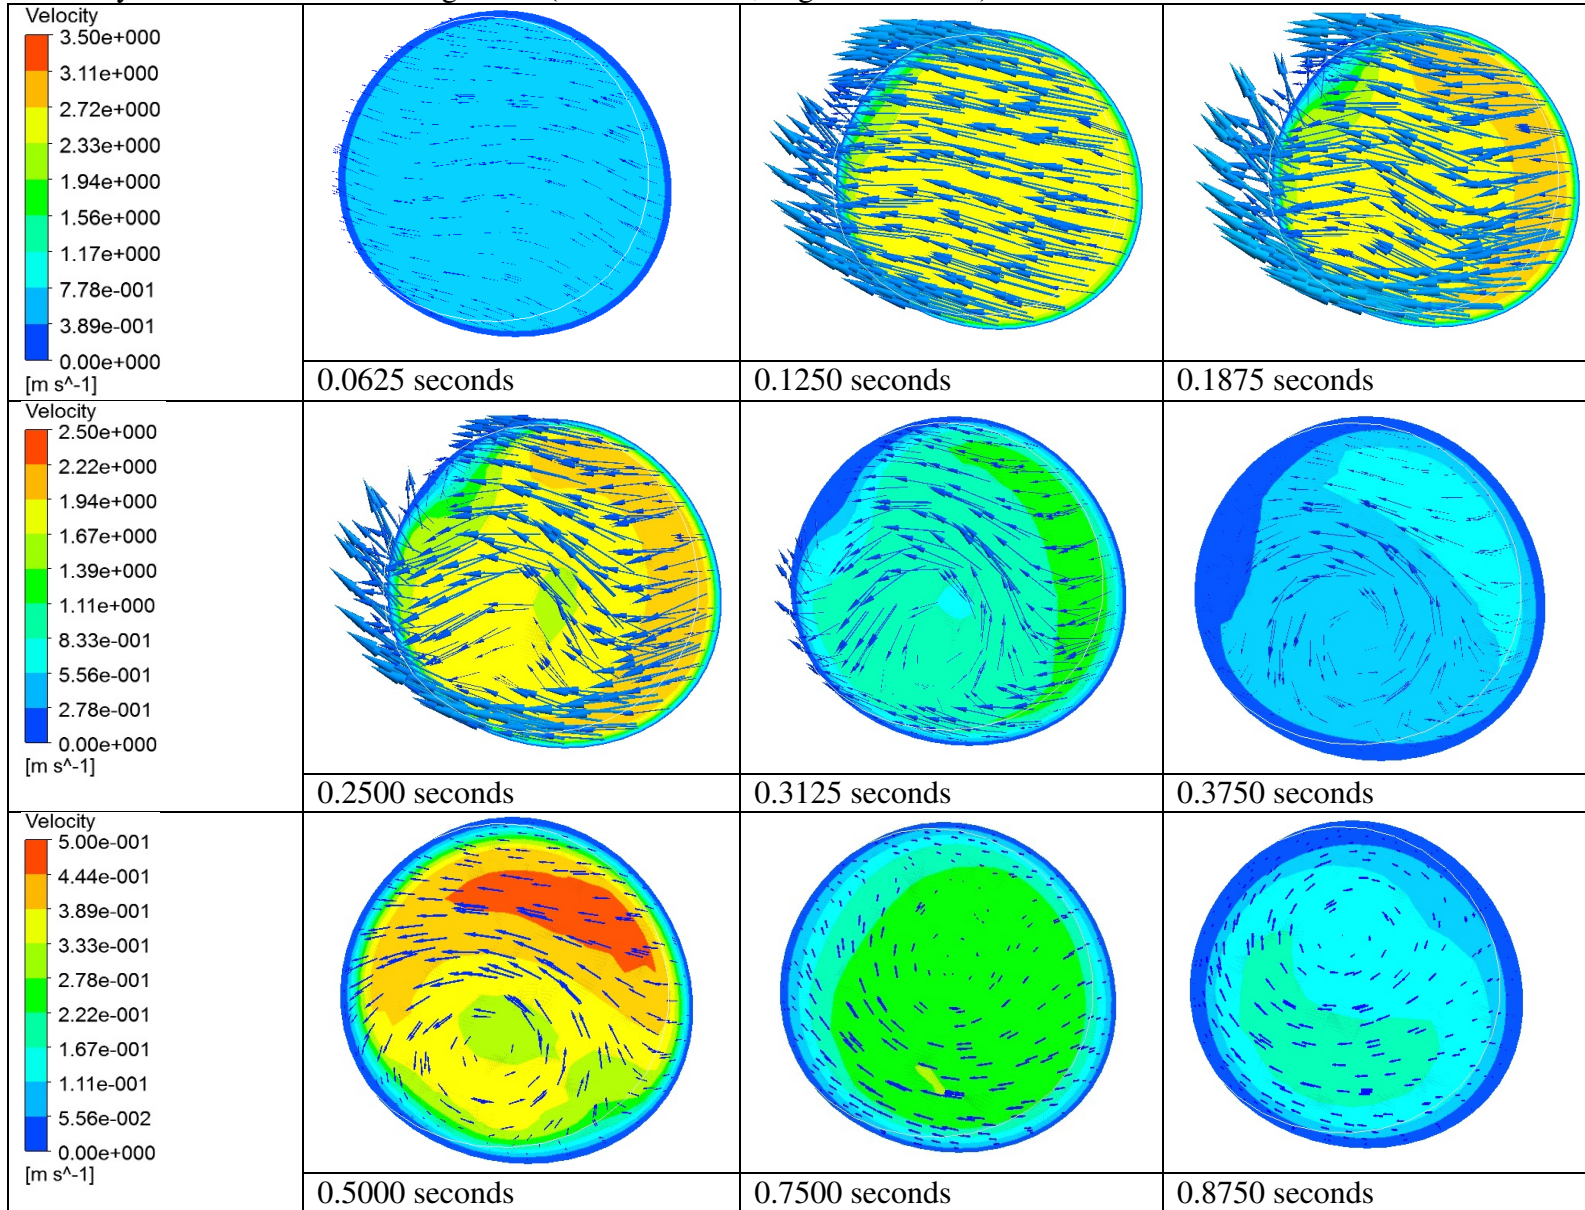 Velocity
3.50e+000
3.11e+000
2.72e+000
2.33e+000
1.94e+000
1.56e+000
1.17e+000
7.78e-001
3.89e-001
0.00e+000
[m s^-1]
0.0625 seconds
0.1250 seconds
0.1875 seconds
Velocity
2.50e+000
2.22e+000
1.94e+000
1.67e+000
1.39e+000
1.11e+000
8.33e-001
5.56e-001
2.78e-001
0.00e+000
[m s^-1]
0.2500 seconds
0.3125 seconds
0.3750 seconds
Velocity
5.00e-001
4.44e-001
3.89e-001
3.33e-001
2.78e-001
2.22e-001
1.67e-001
1.11e-001
5.56e-002
0.00e+000
[m s^-1]
0.5000 seconds
0.7500 seconds
0.8750 seconds